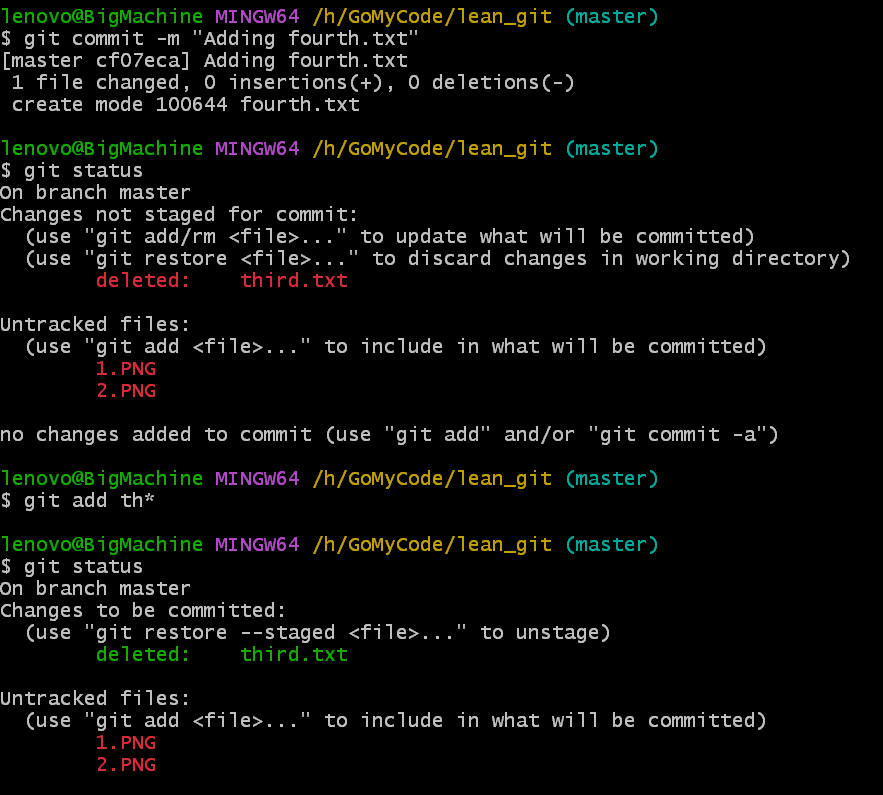 lenovo@BigMachine MINGW64 /h/GoMyCode/lean_git (master)
$ git commit -m "Adding fourth.txt"
[master cf07eca] Adding fourth.txt
 1 file changed, 0 insertions(+), 0 deletions(-)
 create mode 100644 fourth.txt

lenovo@BigMachine MINGW64 /h/GoMyCode/lean_git (master)
$ git status
On branch master
Changes not staged for commit:
  (use "git add/rm <file>..." to update what will be committed)
  (use "git restore <file>..." to discard changes in working directory)
        deleted:    third.txt

Untracked files:
  (use "git add <file>..." to include in what will be committed)
        1.PNG
        2.PNG

no changes added to commit (use "git add" and/or "git commit -a")

lenovo@BigMachine MINGW64 /h/GoMyCode/lean_git (master)
$ git add th*

lenovo@BigMachine MINGW64 /h/GoMyCode/lean_git (master)
$ git status
On branch master
Changes to be committed:
  (use "git restore --staged <file>..." to unstage)
        deleted:    third.txt

Untracked files:
  (use "git add <file>..." to include in what will be committed)
        1.PNG
        2.PNG